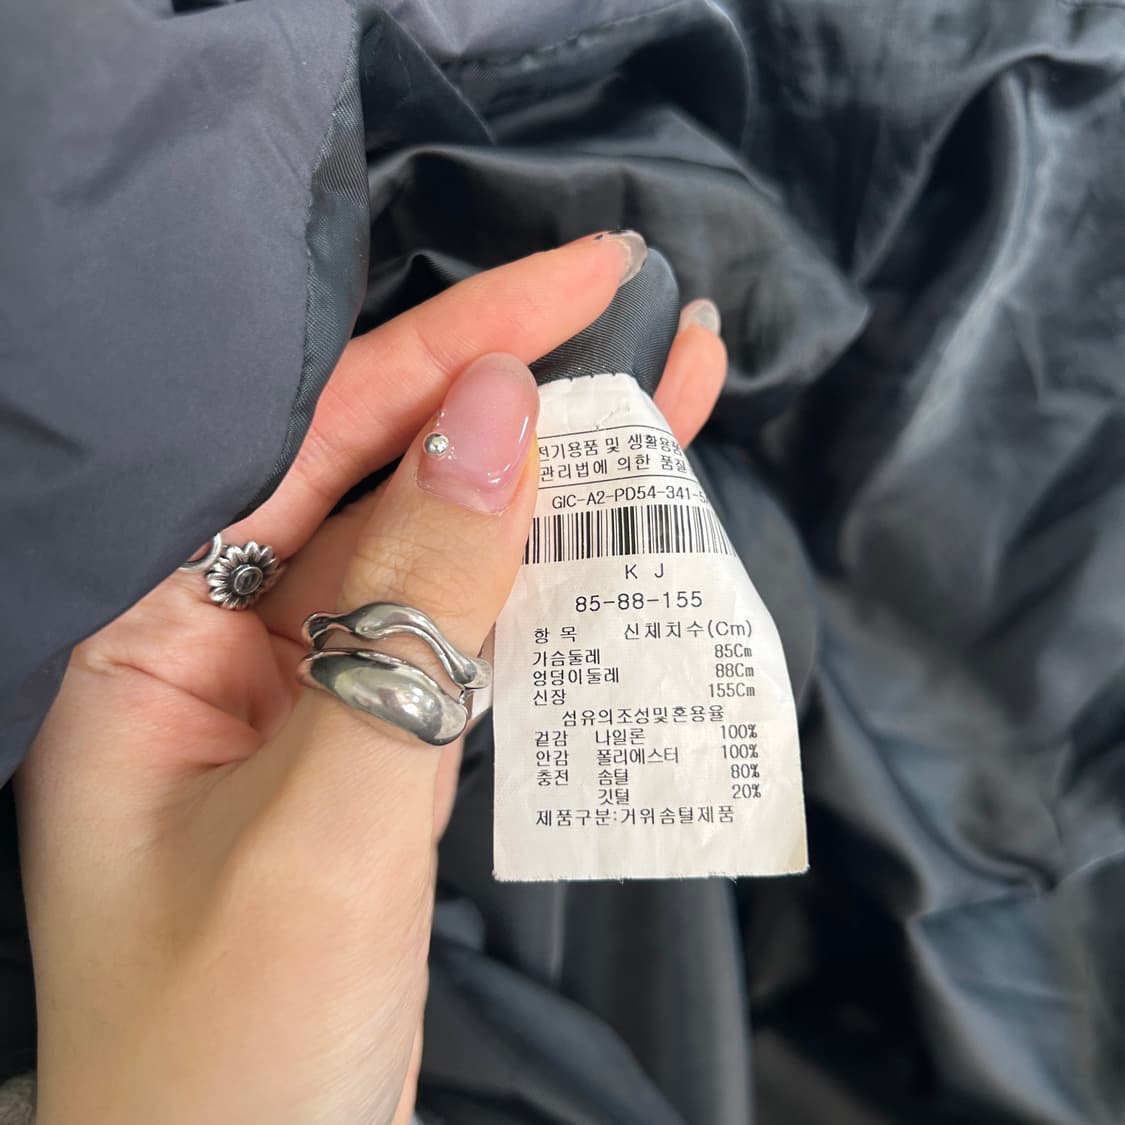 전기용품 및 생활용품
관리법에 의한 품질
GIC-A2-PD54-341-5
K J
85-88-155
항 목 신체치수(Cm)
가슴둘레 85Cm
엉덩이둘레 88Cm
신장 155Cm
섬유의조성및혼용율
겉감 나일론 100%
안감 폴리에스터 100%
충전 솜털 80%
깃털 20%
제품구분:거위솜털제품